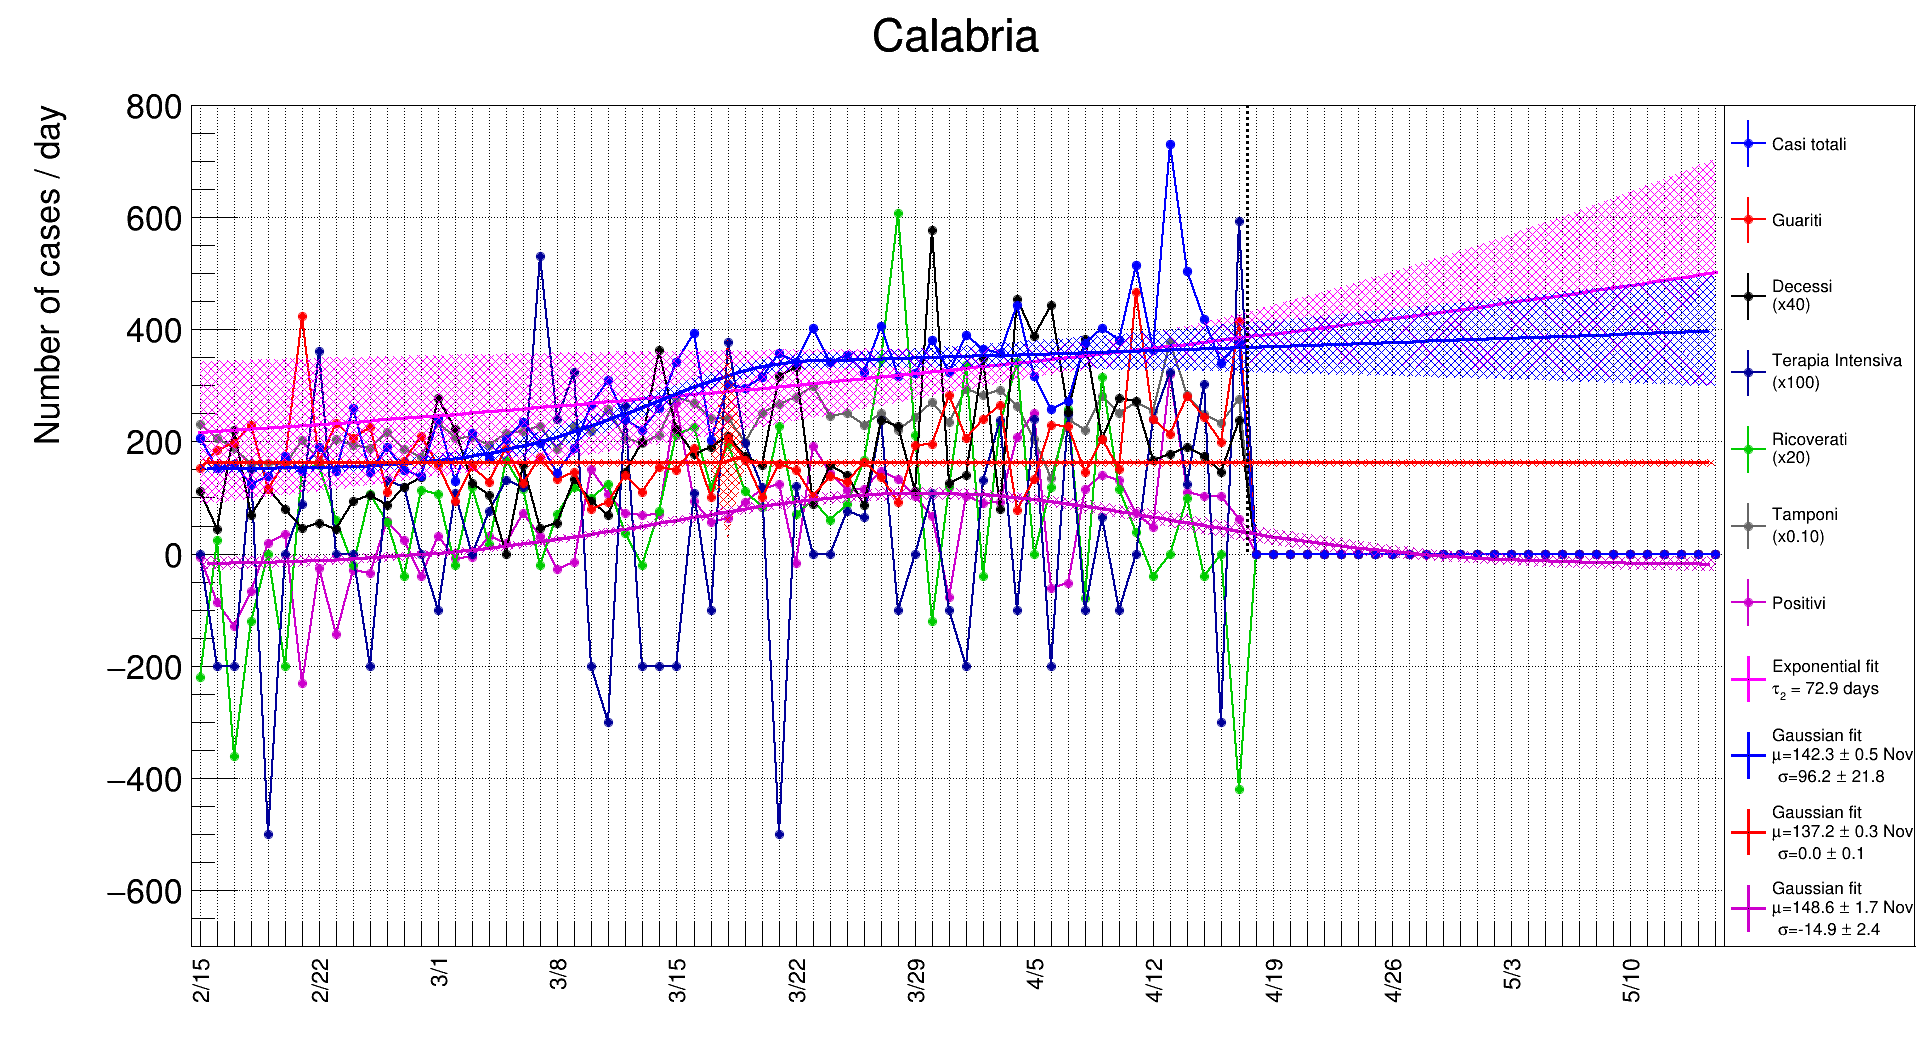 Calabria
Number of cases / day
800
600
400
200
0
−200
−400
−600
2/15
2/22
3/1
3/8
3/15
3/22
3/29
4/5
4/12
4/19
4/26
5/3
5/10
Casi totali
Guariti
Decessi
(x40)
Terapia Intensiva
(x100)
Ricoverati
(x20)
Tamponi
(x0.10)
Positivi
Exponential fit
τ2 = 72.9 days
Gaussian fit
μ=142.3 ± 0.5 Nov
σ=96.2 ± 21.8
Gaussian fit
μ=137.2 ± 0.3 Nov
σ=0.0 ± 0.1
Gaussian fit
μ=148.6 ± 1.7 Nov
σ=-14.9 ± 2.4